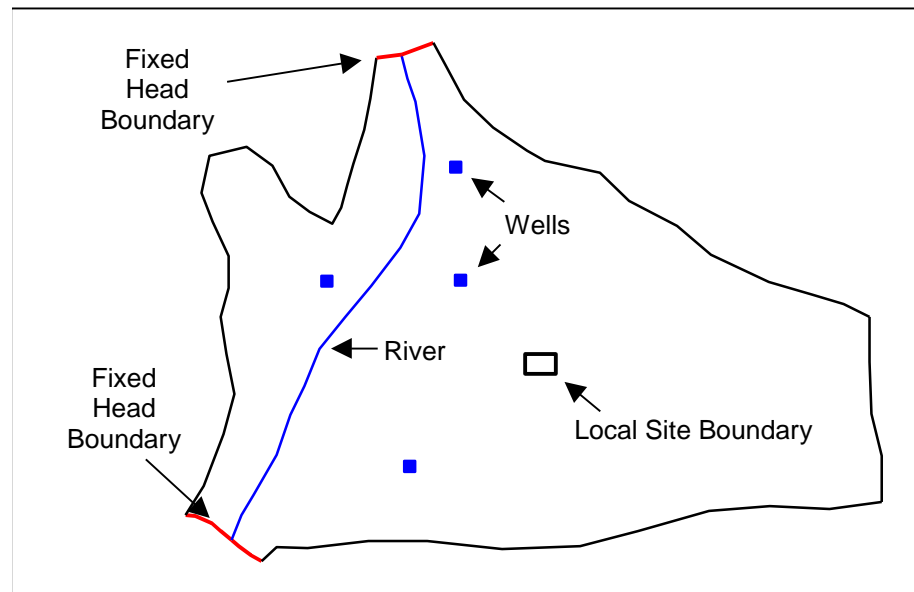 Fixed
Head
Boundary
Wells
River
Fixed
Head
Boundary
Local Site Boundary